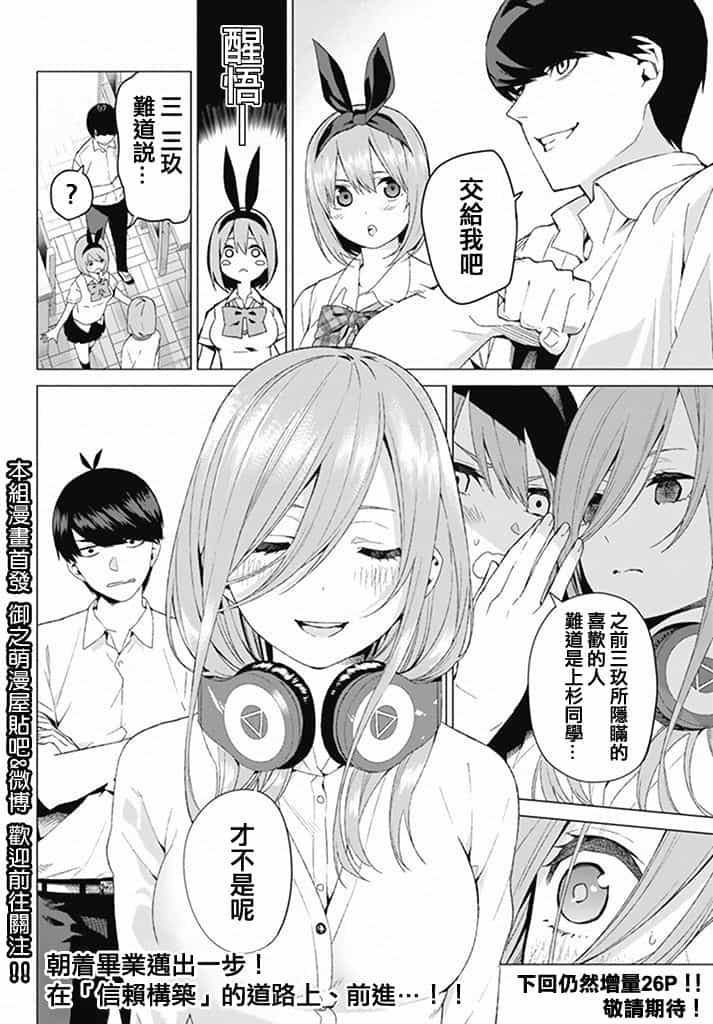 交給我吧
醒悟—
三 三玖
難道説…
?
之前三玖所隱瞞的
喜歡的人
難道是上杉同學…
才不是呢
下回仍然增量26P!!
敬請期待!
朝着畢業邁出一步!
在「信賴構築」的道路上、前進…!!
本組漫畫首發 御之萌漫屋貼吧&微博 歡迎前往關注!!